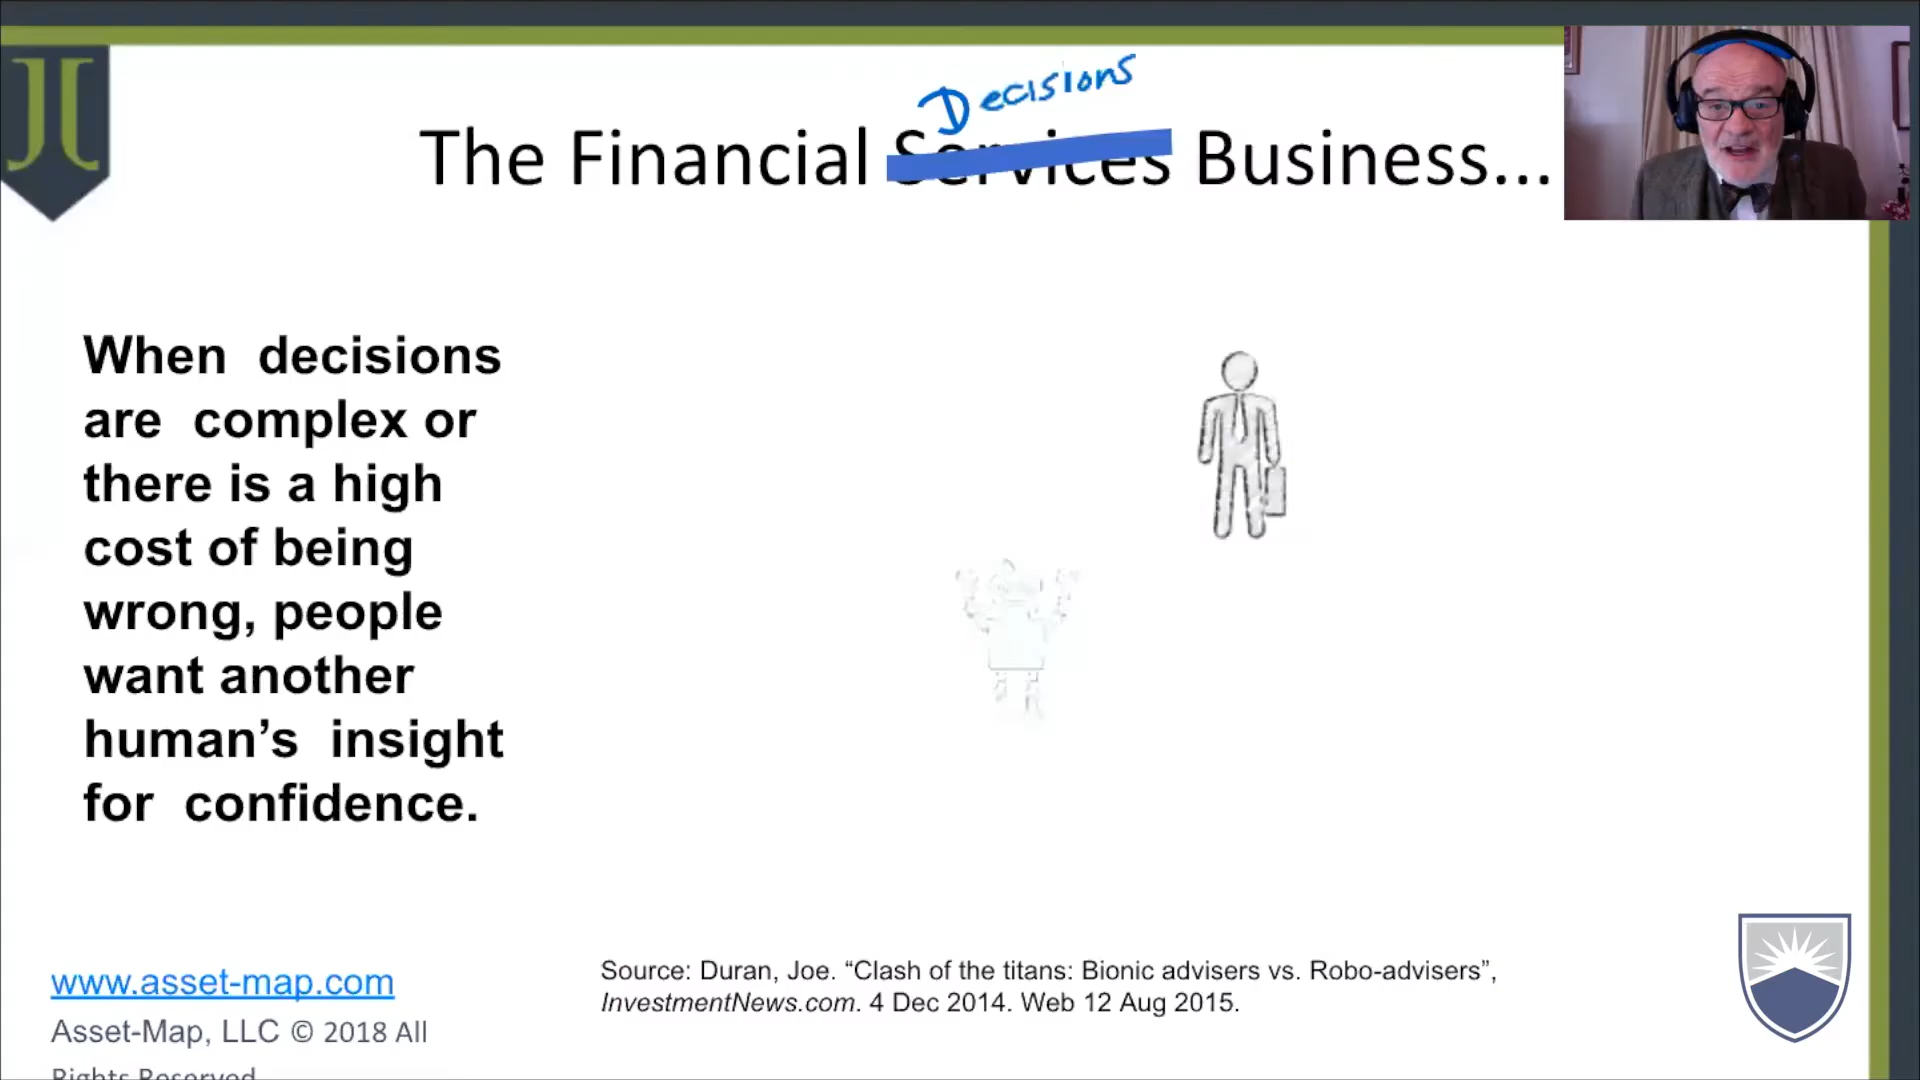 Decisions
The Financial Services Business...
When decisions
are complex or
there is a high
cost of being
wrong, people
want another
human’s insight
for confidence.
www.asset-map.com
Asset-Map, LLC © 2018 All
Rights Reserved
Source: Duran, Joe. “Clash of the titans: Bionic advisers vs. Robo-advisers”,
InvestmentNews.com. 4 Dec 2014. Web 12 Aug 2015.